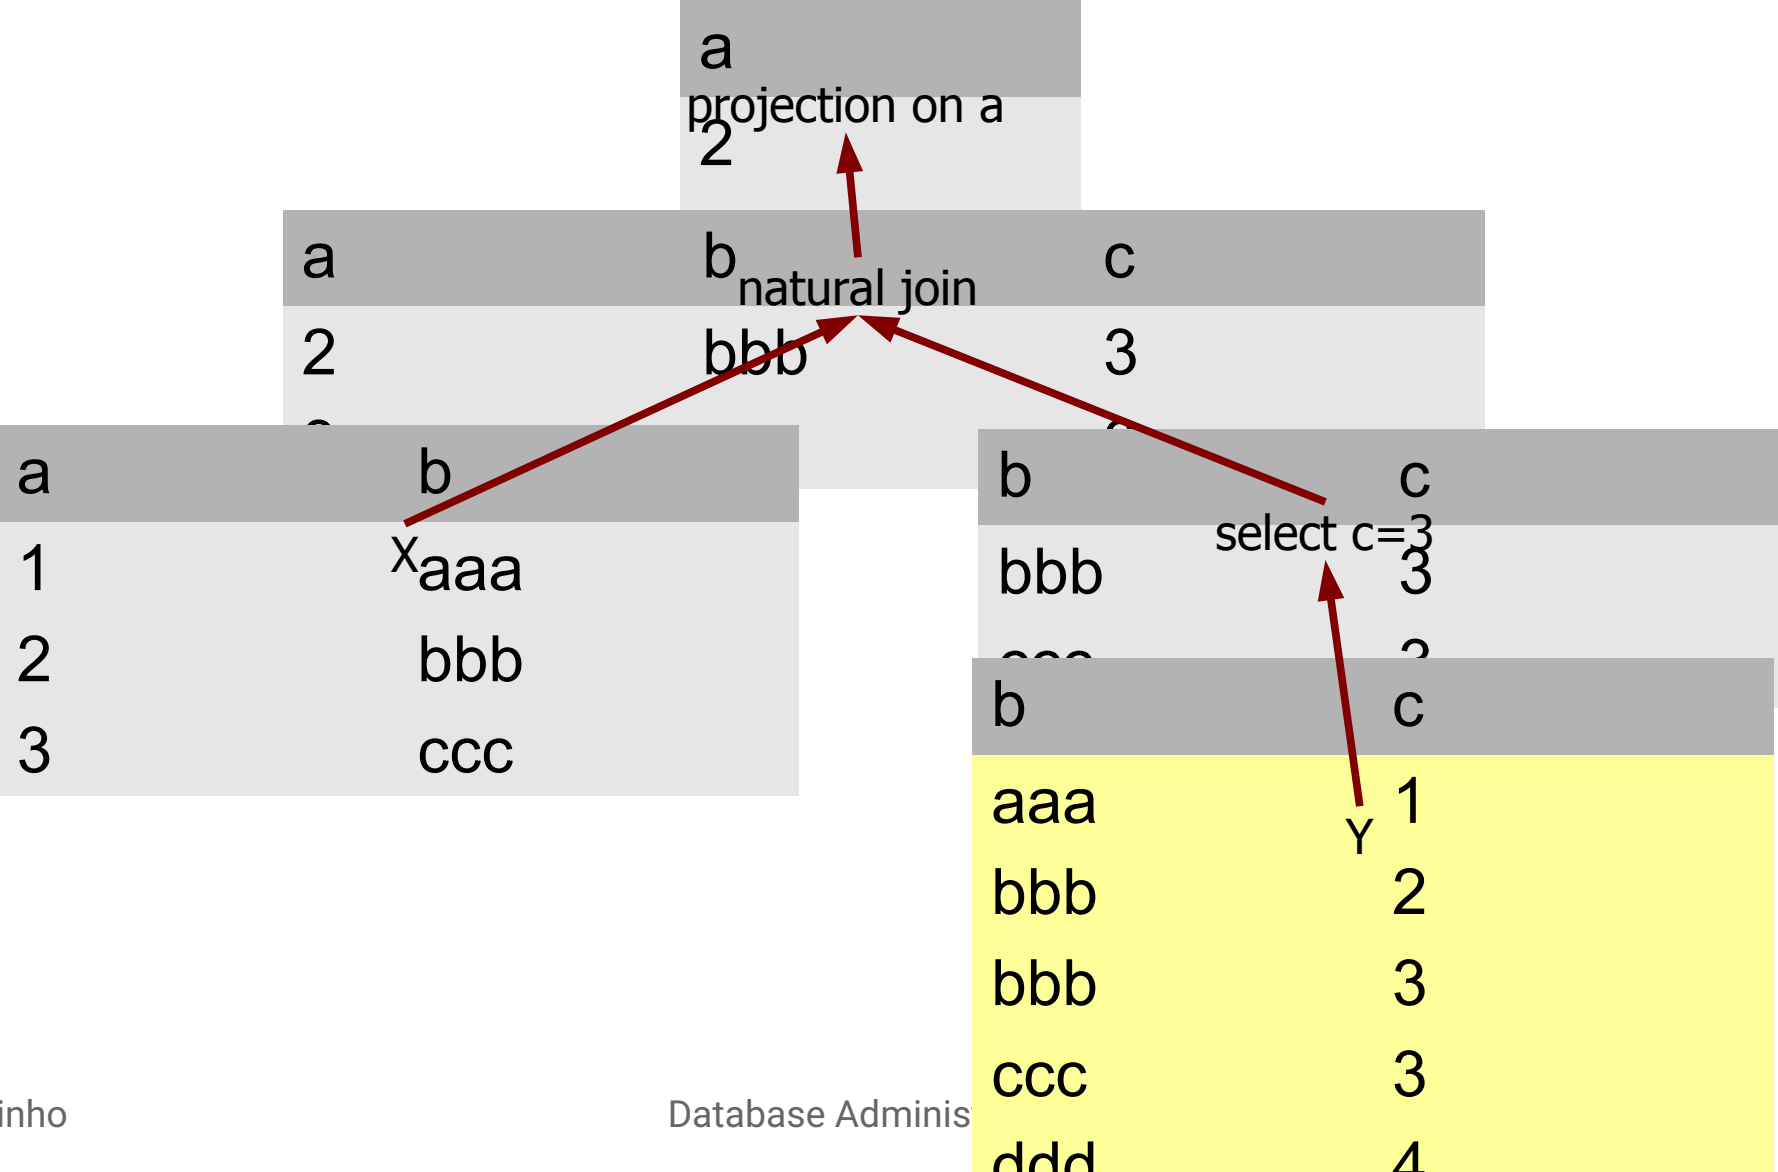 a
projection on a
2
a b c
natural join
2 bbb 3
a b
b c
select c=3
X
1 aaa
bbb 3
2 bbb
b c
3 ccc
aaa 1
Y
bbb 2
bbb 3
ccc 3
inho
Database Adminis
ddd 4